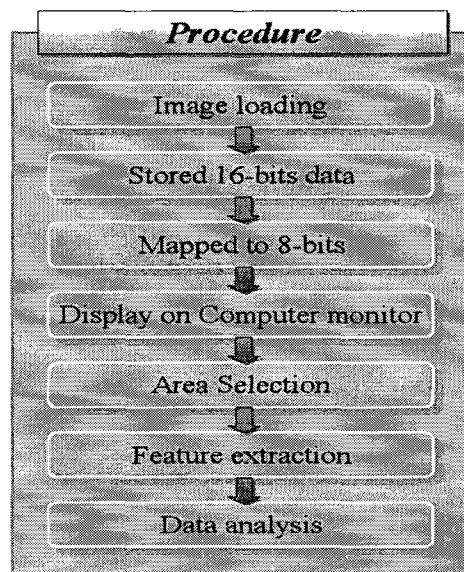 Procedure
Image loading
Stored 16-bits data
Mapped to 8-bits
Display on Computer monitor
Area Selection
Feature extraction
Data analysis